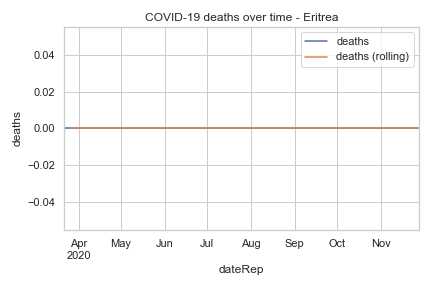 COVID-19 deaths over time - Eritrea
deaths
deaths (rolling)
deaths
0.04
0.02
0.00
−0.02
−0.04
Apr
2020
May
Jun
Jul
Aug
Sep
Oct
Nov
dateRep